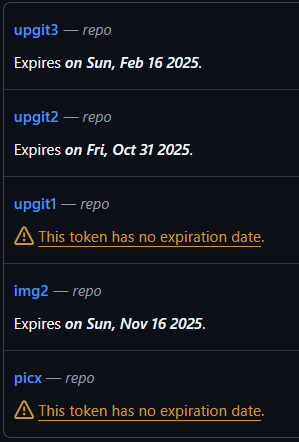 upgit3 — repo
Expires on Sun, Feb 16 2025.
upgit2 — repo
Expires on Fri, Oct 31 2025.
upgit1 — repo
This token has no expiration date.
img2 — repo
Expires on Sun, Nov 16 2025.
picx — repo
This token has no expiration date.